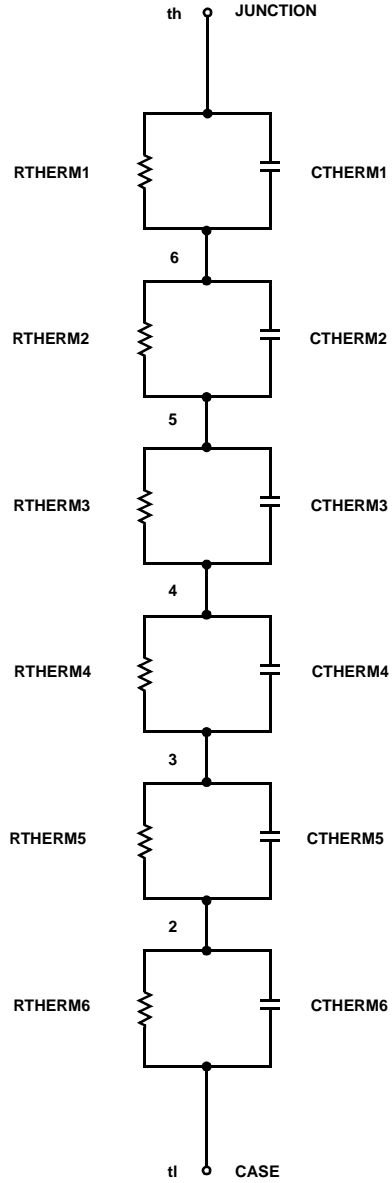 th JUNCTION
RTHERM1 CTHERM1
6
RTHERM2 CTHERM2
5
RTHERM3 CTHERM3
4
RTHERM4 CTHERM4
3
RTHERM5 CTHERM5
2
RTHERM6 CTHERM6
tl CASE